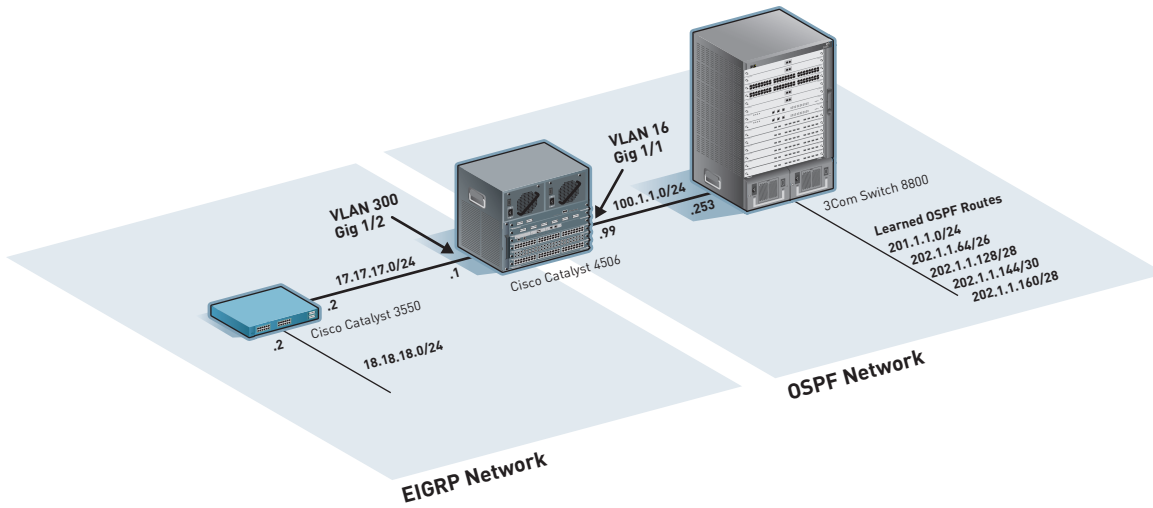 VLAN 16
Gig 1/1
100.1.1.0/24
.253
.99
3Com Switch 8800
Learned OSPF Routes
201.1.1.0/24
202.1.1.64/26
202.1.1.128/28
202.1.1.144/30
202.1.1.160/28
VLAN 300
Gig 1/2
17.17.17.0/24
.1
.2
Cisco Catalyst 4506
Cisco Catalyst 3550
.2
18.18.18.0/24
OSPF Network
EIGRP Network